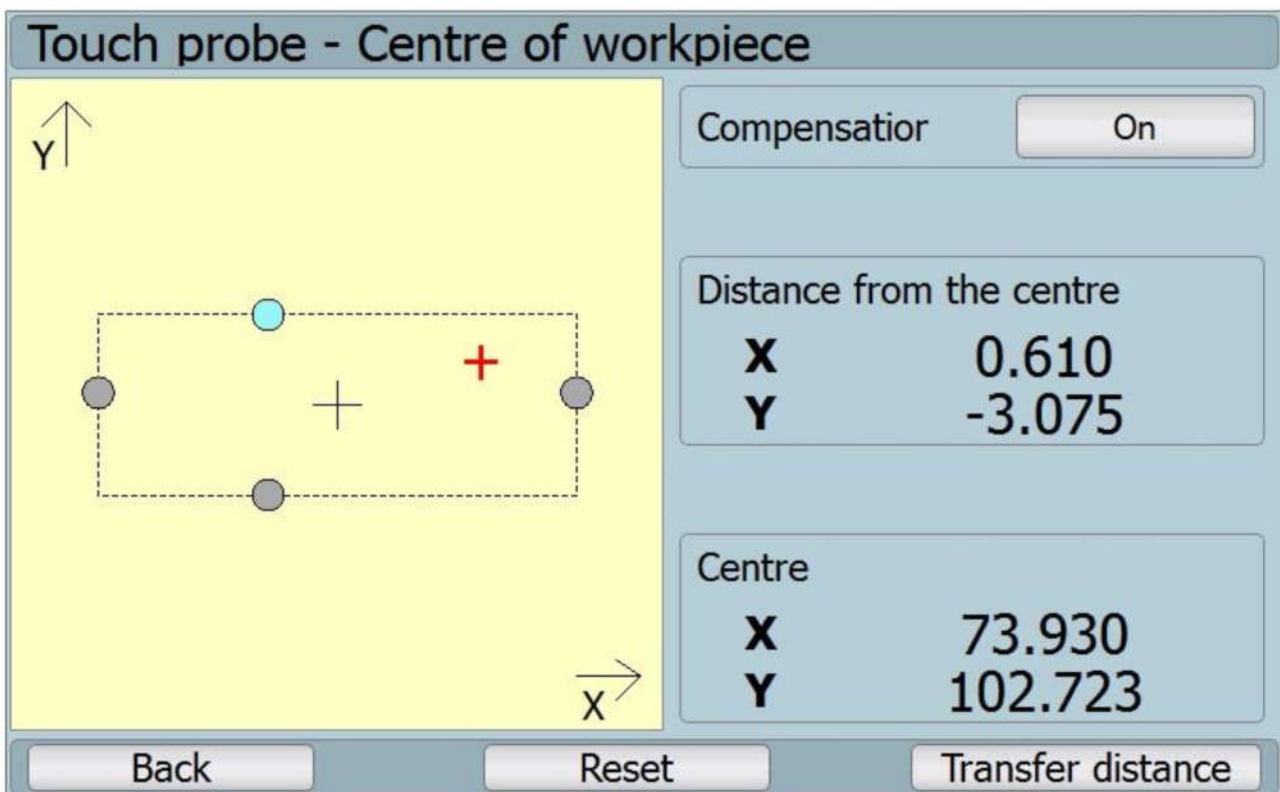 Touch probe - Centre of workpiece
Y
X
Compensatior
On
Distance from the centre
X 0.610
Y -3.075
Centre
X 73.930
Y 102.723
Back
Reset
Transfer distance